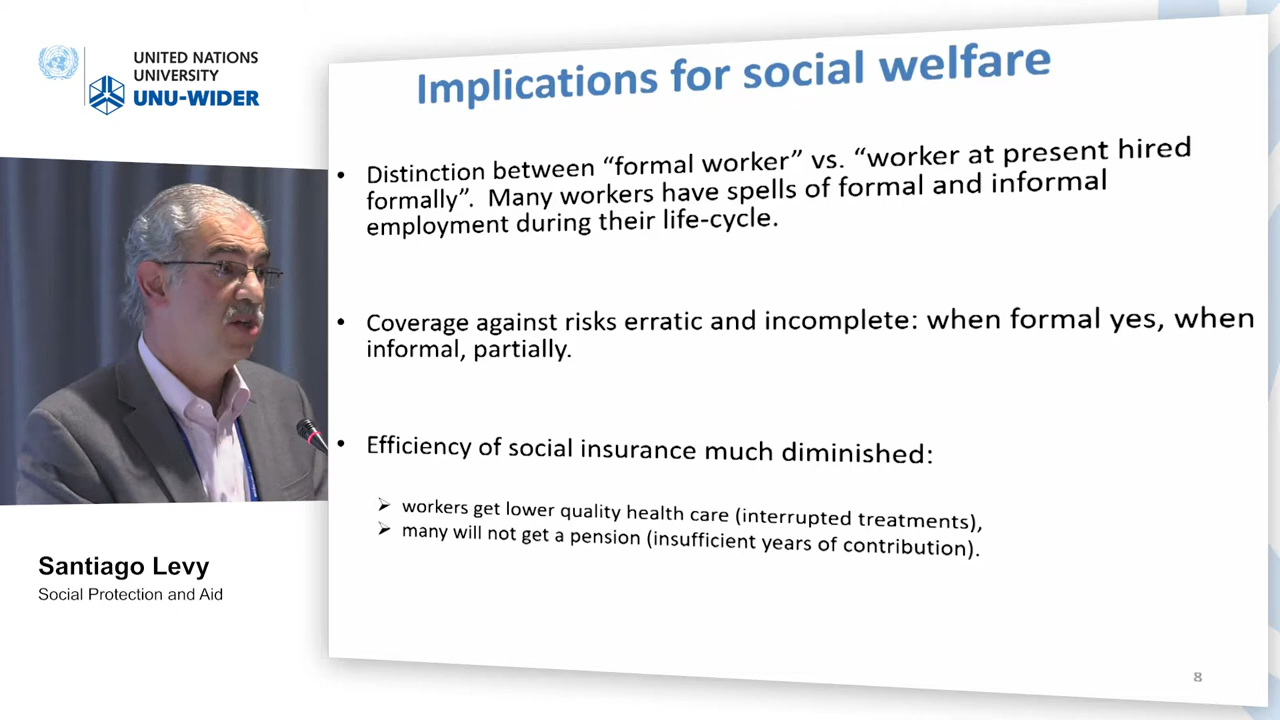 UNITED NATIONS
UNIVERSITY
UNU-WIDER
Implications for social welfare
• Distinction between “formal worker” vs. “worker at present hired
formally”. Many workers have spells of formal and informal
employment during their life-cycle.
• Coverage against risks erratic and incomplete: when formal yes, when
informal, partially.
• Efficiency of social insurance much diminished:
➢ workers get lower quality health care (interrupted treatments),
➢ many will not get a pension (insufficient years of contribution).
Santiago Levy
Social Protection and Aid
8